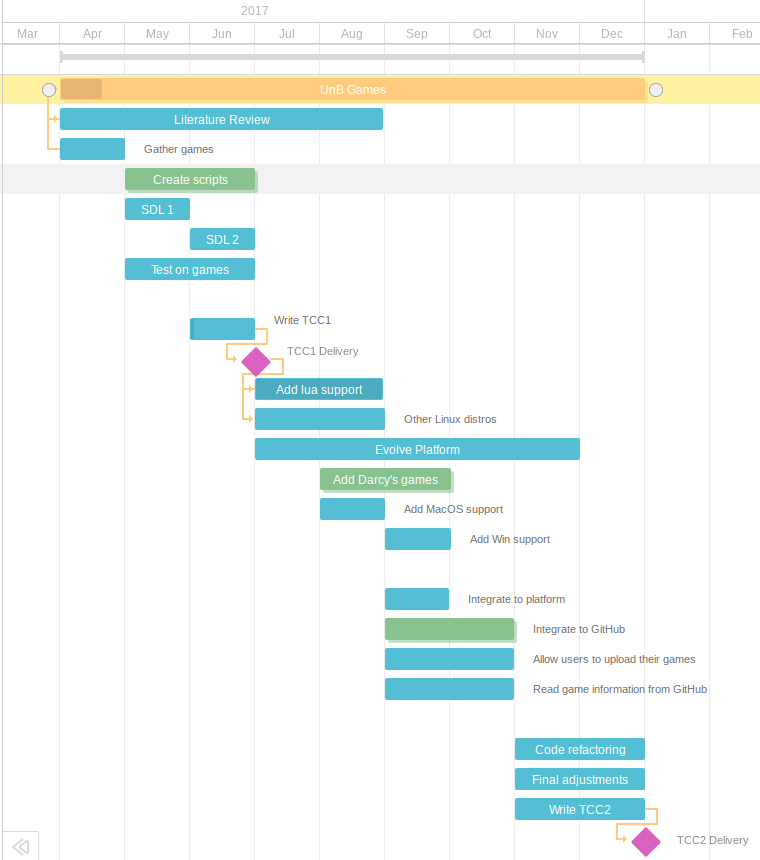 2017
Mar Apr May Jun Jul Aug Sep Oct Nov Dec Jan Feb
UnB Games
Literature Review
Gather games
Create scripts
SDL 1
SDL 2
Test on games
Write TCC1
TCC1 Delivery
Add lua support
Other Linux distros
Evolve Platform
Add Darcy's games
Add MacOS support
Add Win support
Integrate to platform
Integrate to GitHub
Allow users to upload their games
Read game information from GitHub
Code refactoring
Final adjustments
Write TCC2
TCC2 Delivery